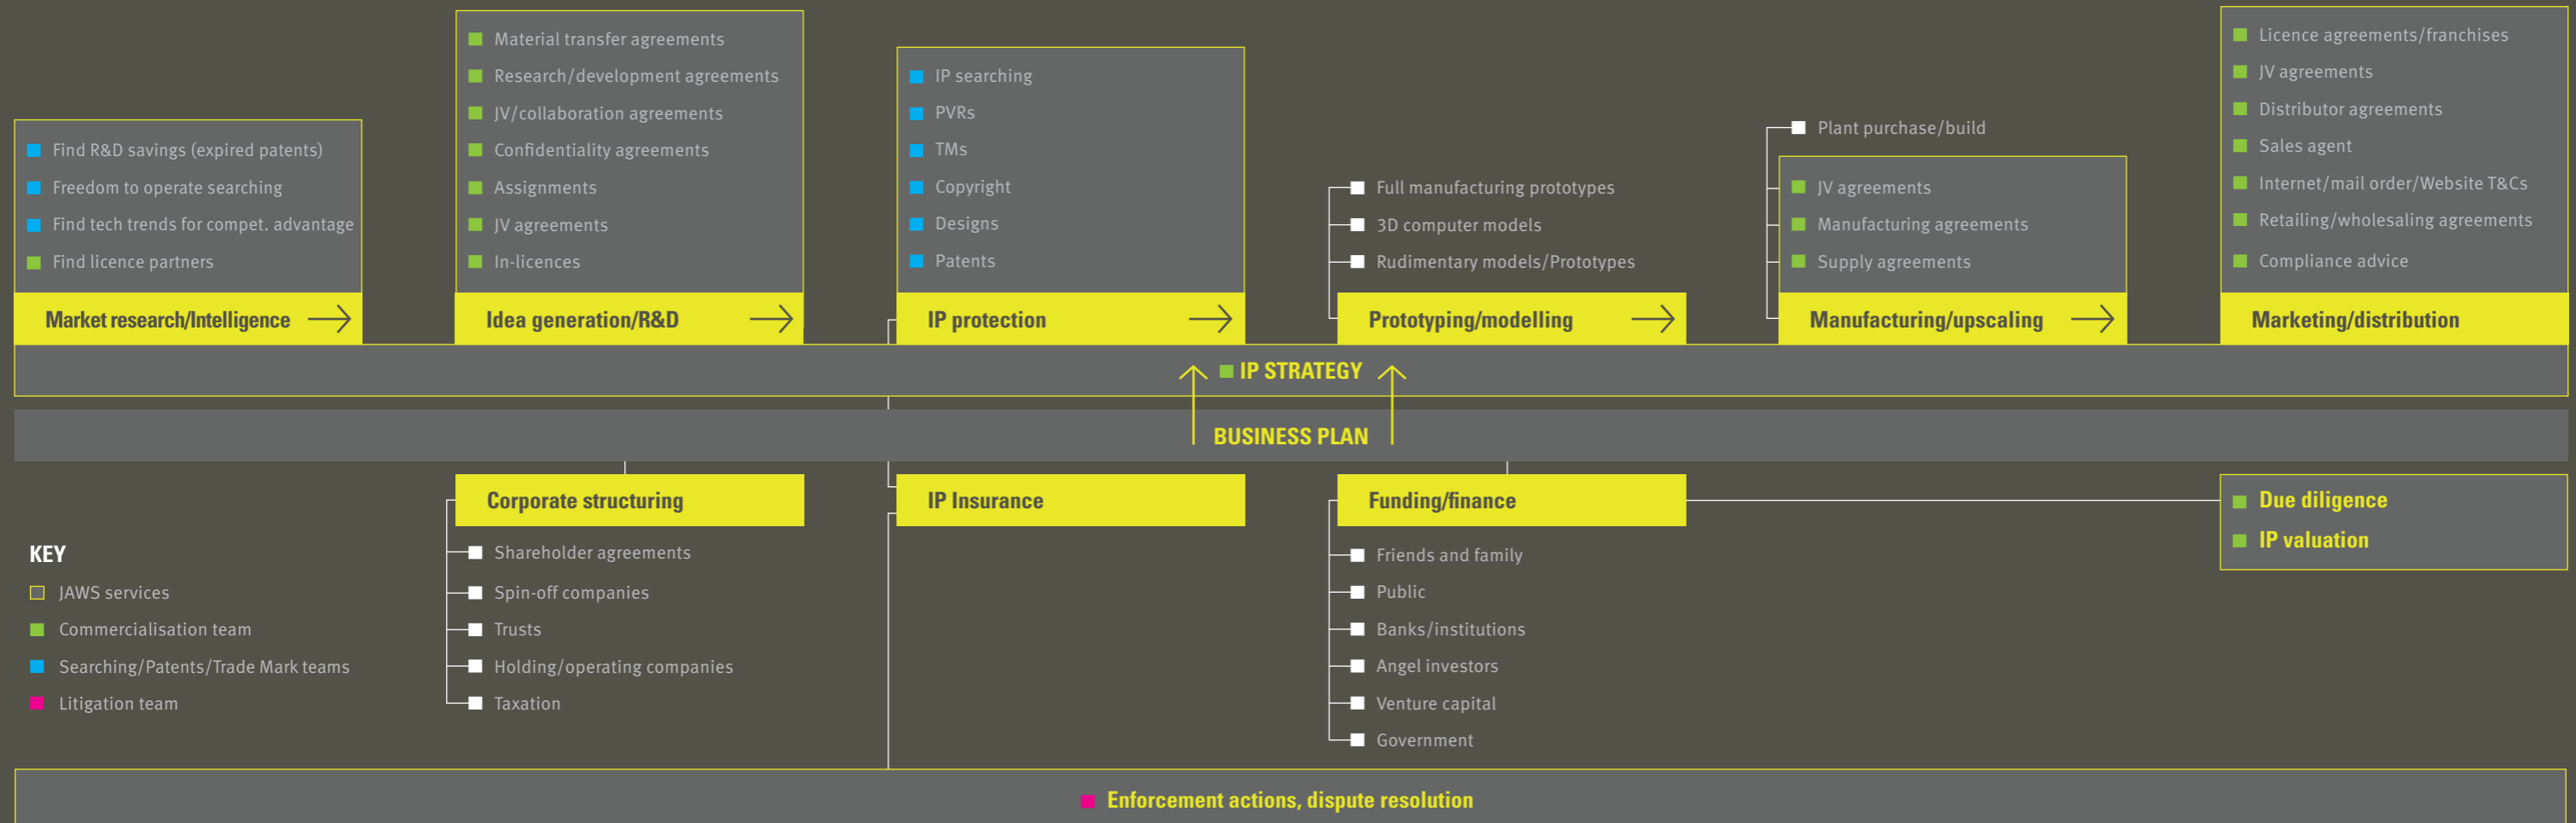 Find R&D savings (expired patents)
Freedom to operate searching
Find tech trends for compet. advantage
Find licence partners
Market research/Intelligence
Material transfer agreements
Research/development agreements
JV/collaboration agreements
Confidentiality agreements
Assignments
JV agreements
In-licences
Idea generation/R&D
IP searching
PVRs
TMs
Copyright
Designs
Patents
IP protection
Full manufacturing prototypes
3D computer models
Rudimentary models/Prototypes
Prototyping/modelling
Plant purchase/build
JV agreements
Manufacturing agreements
Supply agreements
Manufacturing/upscaling
Licence agreements/franchises
JV agreements
Distributor agreements
Sales agent
Internet/mail order/Website T&Cs
Retailing/wholesaling agreements
Compliance advice
Marketing/distribution
IP STRATEGY
BUSINESS PLAN
KEY
JAWS services
Commercialisation team
Searching/Patents/Trade Mark teams
Litigation team
Corporate structuring
Shareholder agreements
Spin-off companies
Trusts
Holding/operating companies
Taxation
IP Insurance
Funding/finance
Friends and family
Public
Banks/institutions
Angel investors
Venture capital
Government
Due diligence
IP valuation
Enforcement actions, dispute resolution